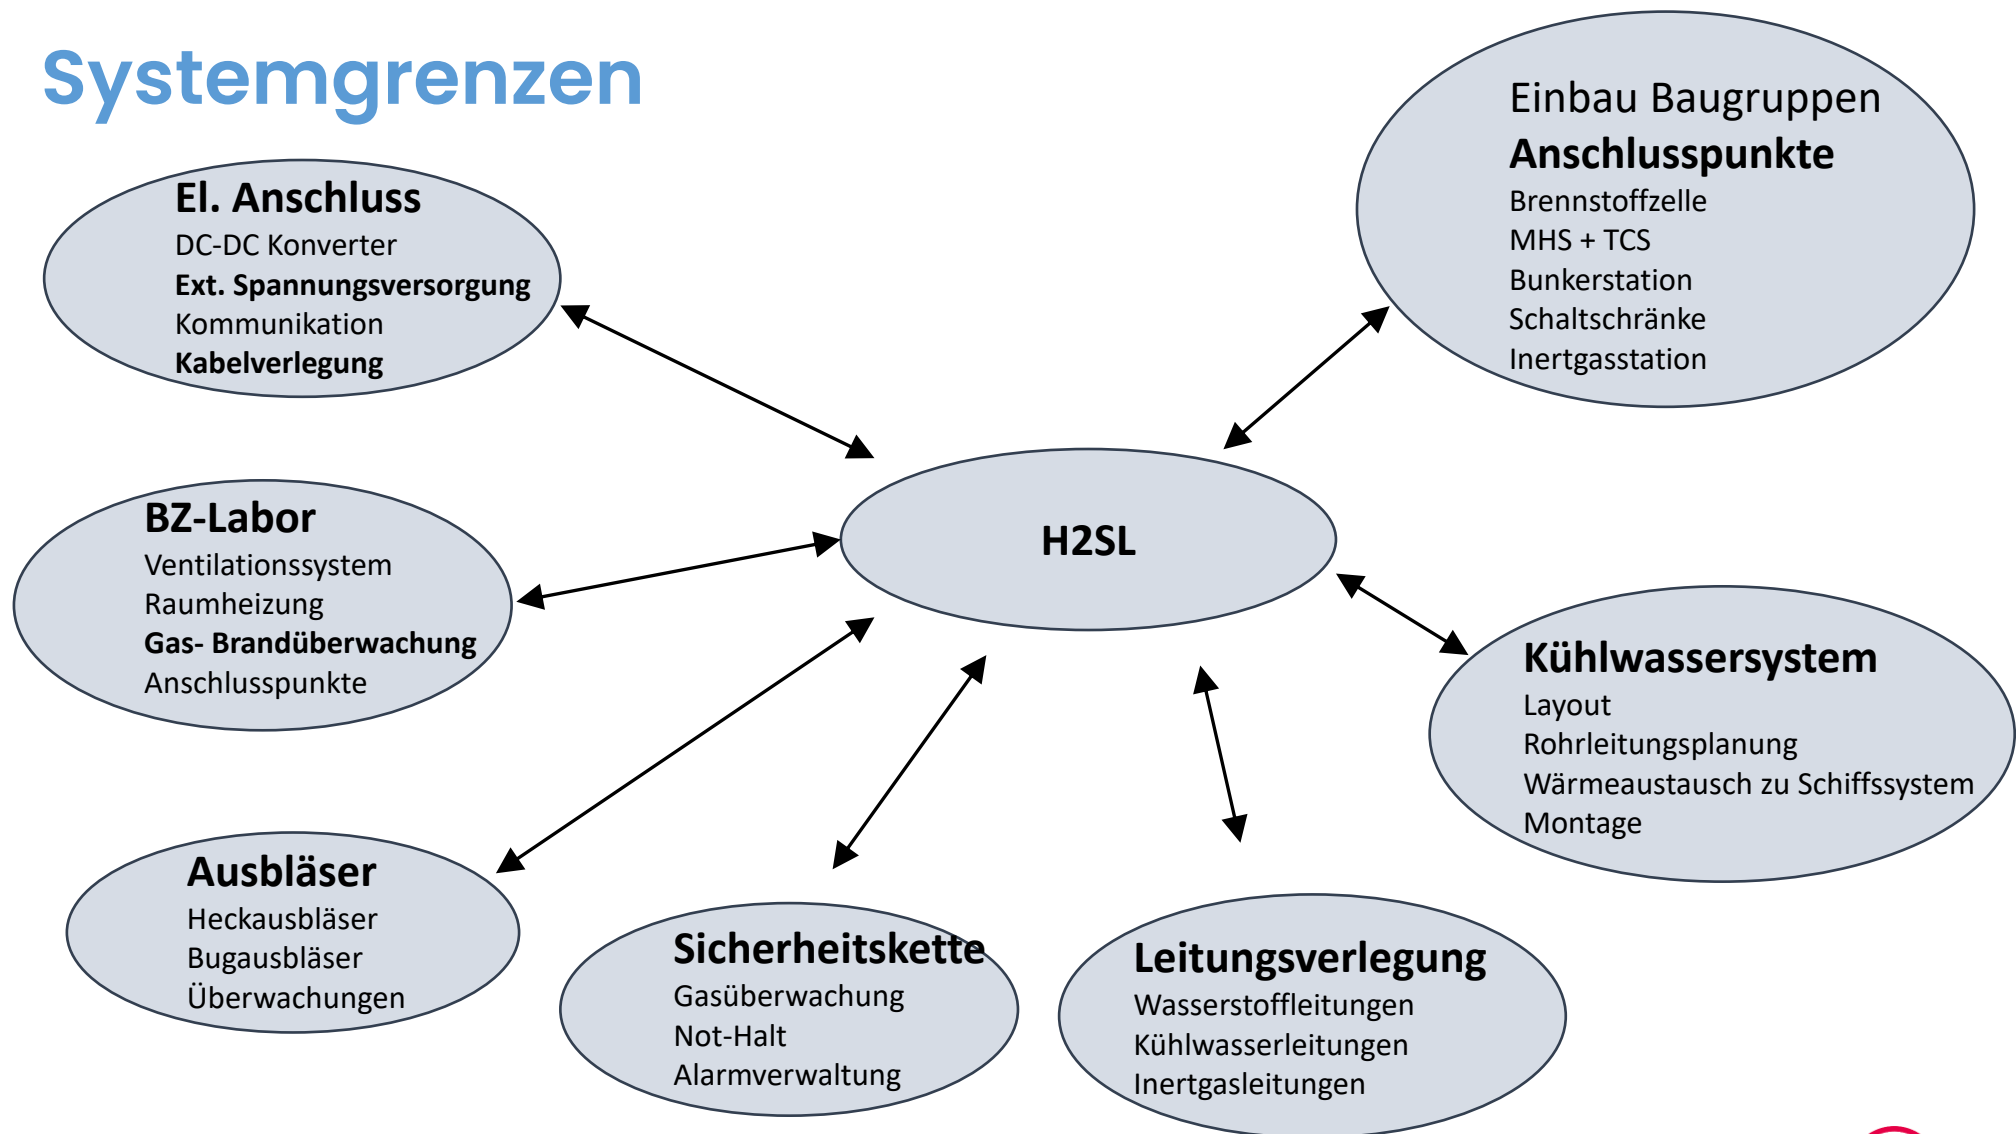 Systemgrenzen
El. Anschluss
DC-DC Konverter
Ext. Spannungsversorgung
Kommunikation
Kabelverlegung
Einbau Baugruppen
Anschlusspunkte
Brennstoffzelle
MHS + TCS
Bunkerstation
Schaltschränke
Inertgasstation
BZ-Labor
Ventilationssystem
Raumheizung
Gas- Brandüberwachung
Anschlusspunkte
H2SL
Kühlwassersystem
Layout
Rohrleitungsplanung
Wärmeaustausch zu Schiffssystem
Montage
Ausbläser
Heckausbläser
Bugausbläser
Überwachungen
Sicherheitskette
Gasüberwachung
Not-Halt
Alarmverwaltung
Leitungsverlegung
Wasserstoffleitungen
Kühlwasserleitungen
Inertgasleitungen